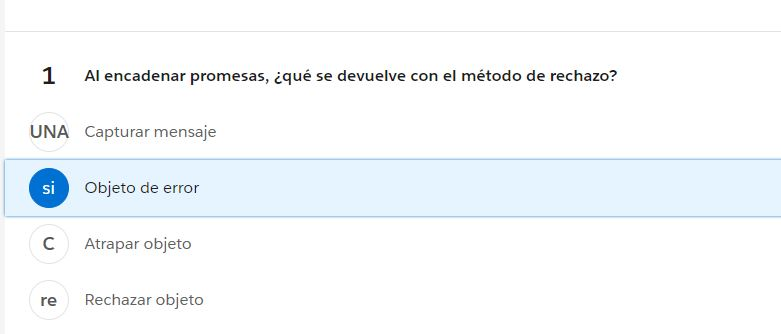 1 Al encadenar promesas, ¿qué se devuelve con el método de rechazo?
UNA Capturar mensaje
si Objeto de error
C Atrapar objeto
re Rechazar objeto